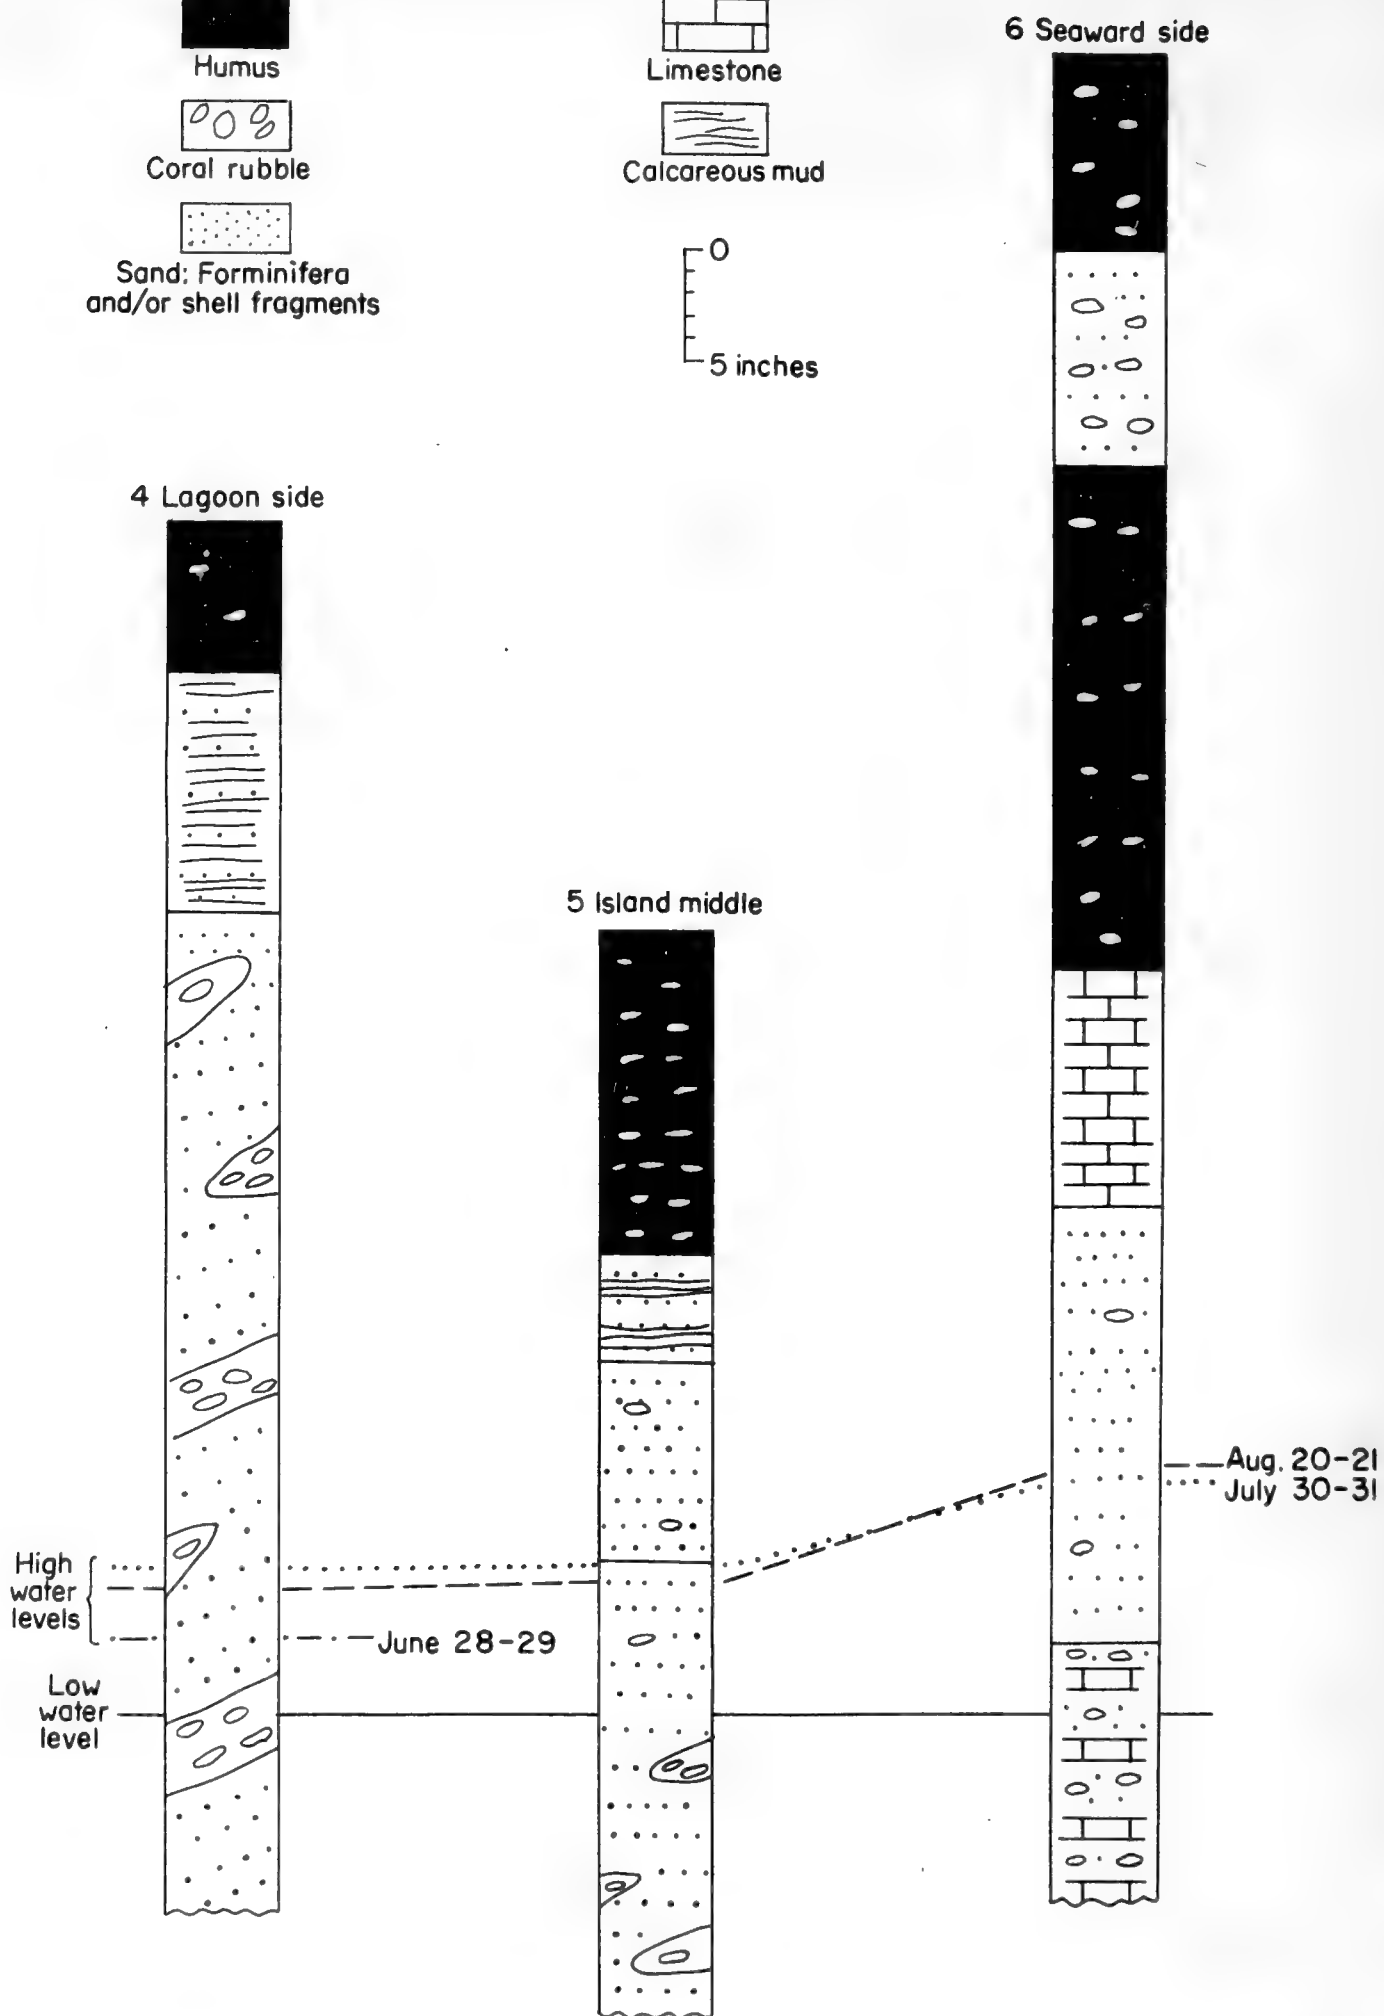 Humus
Coral rubble
Sand: Forminifera
and/or shell fragments
Limestone
Calcareous mud
0
5 inches
6 Seaward side
4 Lagoon side
5 Island middle
Aug. 20-21
July 30-31
High
water
levels
June 28-29
Low
water
level